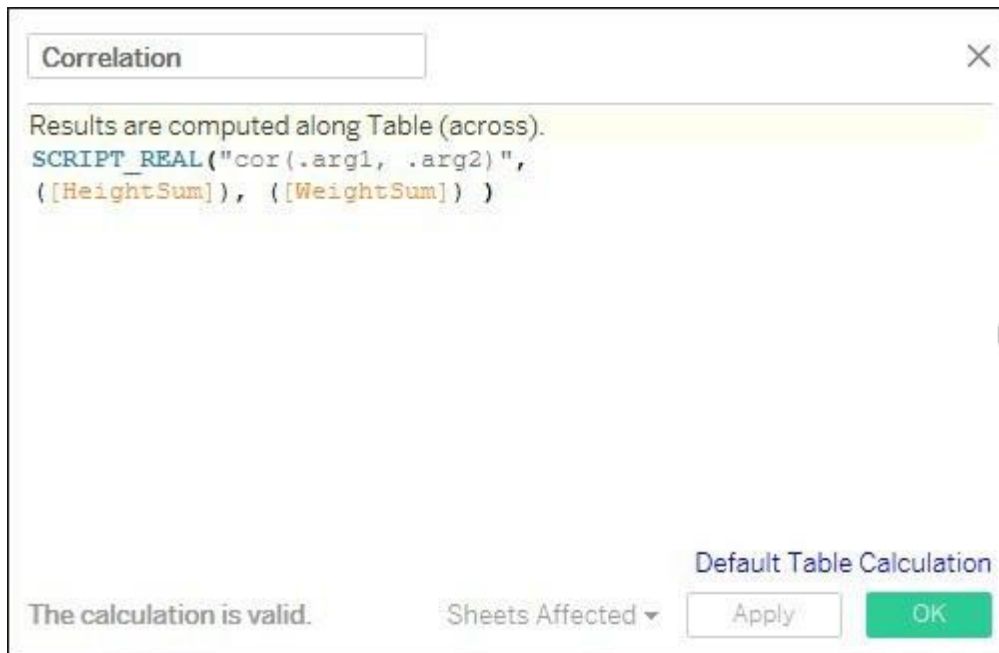 Correlation
Results are computed along Table (across).
SCRIPT_REAL("cor(.arg1, .arg2)",
([HeightSum]), ([WeightSum]) )
Default Table Calculation
The calculation is valid.
Sheets Affected
Apply
OK